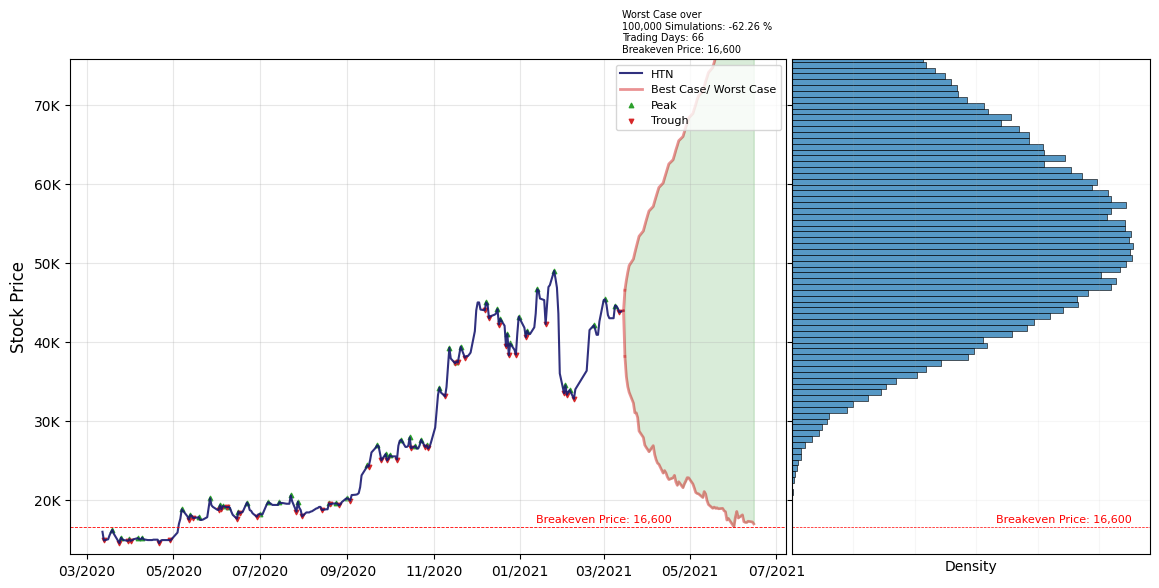 Worst Case over
100,000 Simulations: -62.26 %
Trading Days: 66
Breakeven Price: 16,600
HTN
Best Case/ Worst Case
Peak
Trough
Stock Price
70K
60K
50K
40K
30K
20K
Breakeven Price: 16,600
Breakeven Price: 16,600
03/2020
05/2020
07/2020
09/2020
11/2020
01/2021
03/2021
05/2021
07/2021
Density